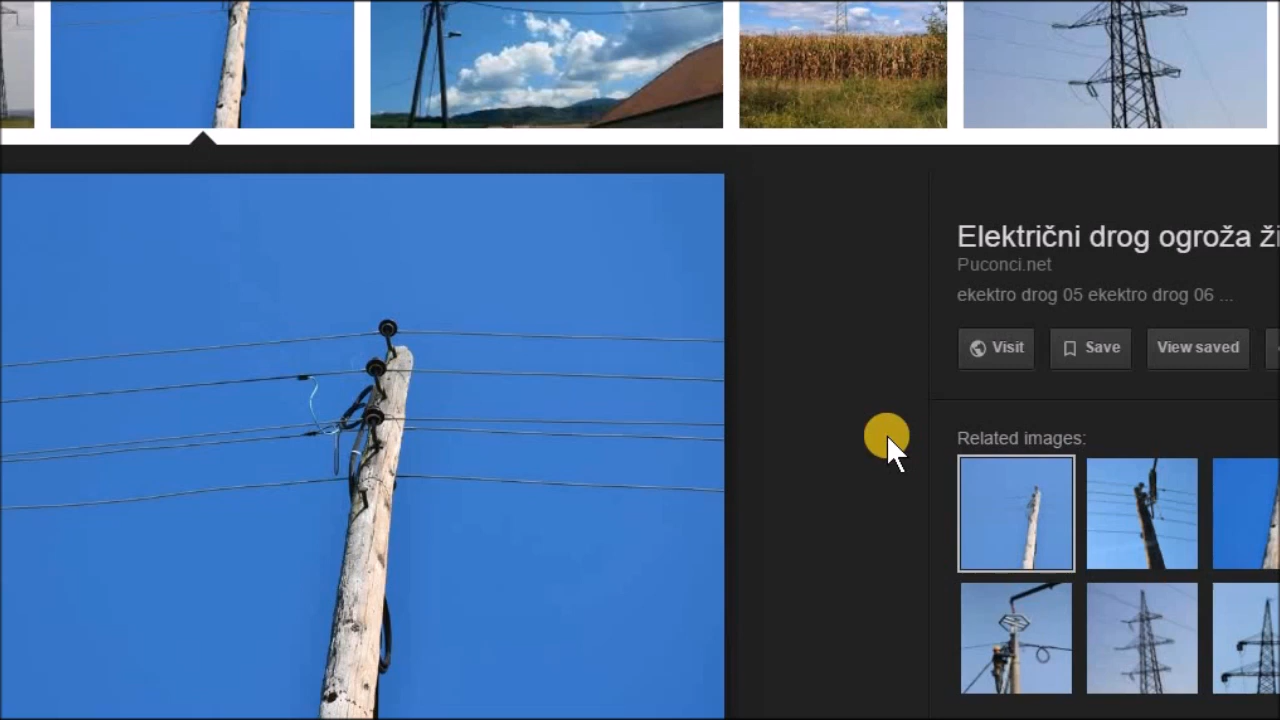 Električni drog ogroža ži
Puconci.net
ekektro drog 05 ekektro drog 06 ...
Visit
Save
View saved
Related images: